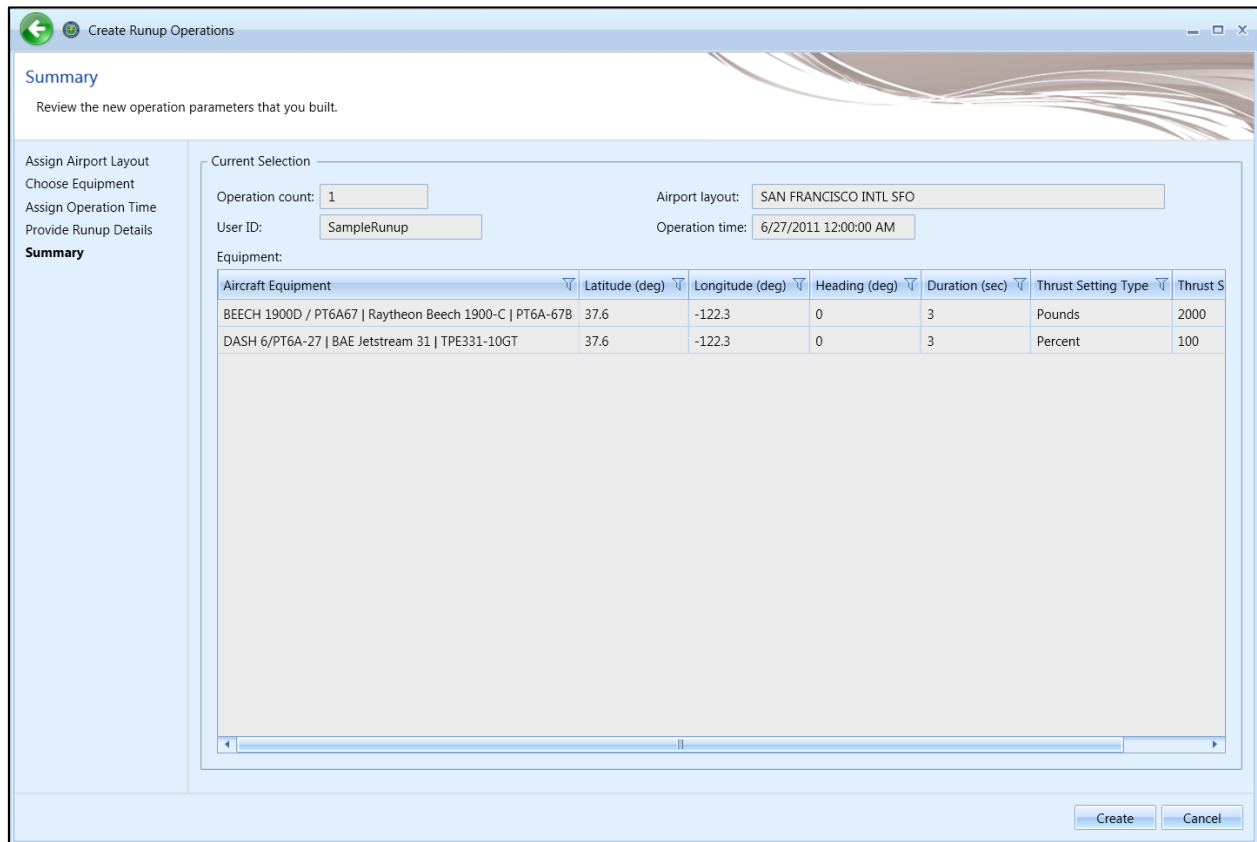 Create Runup Operations
Summary
Review the new operation parameters that you built.
Assign Airport Layout
Choose Equipment
Assign Operation Time
Provide Runup Details
Summary
Current Selection
Operation count: 1 Airport layout: SAN FRANCISCO INTL SFO
User ID: SampleRunup Operation time: 6/27/2011 12:00:00 AM
Equipment:
Aircraft Equipment Latitude (deg) Longitude (deg) Heading (deg) Duration (sec) Thrust Setting Type Thrust S
BEECH 1900D / PT6A67 | Raytheon Beech 1900-C | PT6A-67B 37.6 -122.3 0 3 Pounds 2000
DASH 6/PT6A-27 | BAE Jetstream 31 | TPE331-10GT 37.6 -122.3 0 3 Percent 100
Create Cancel